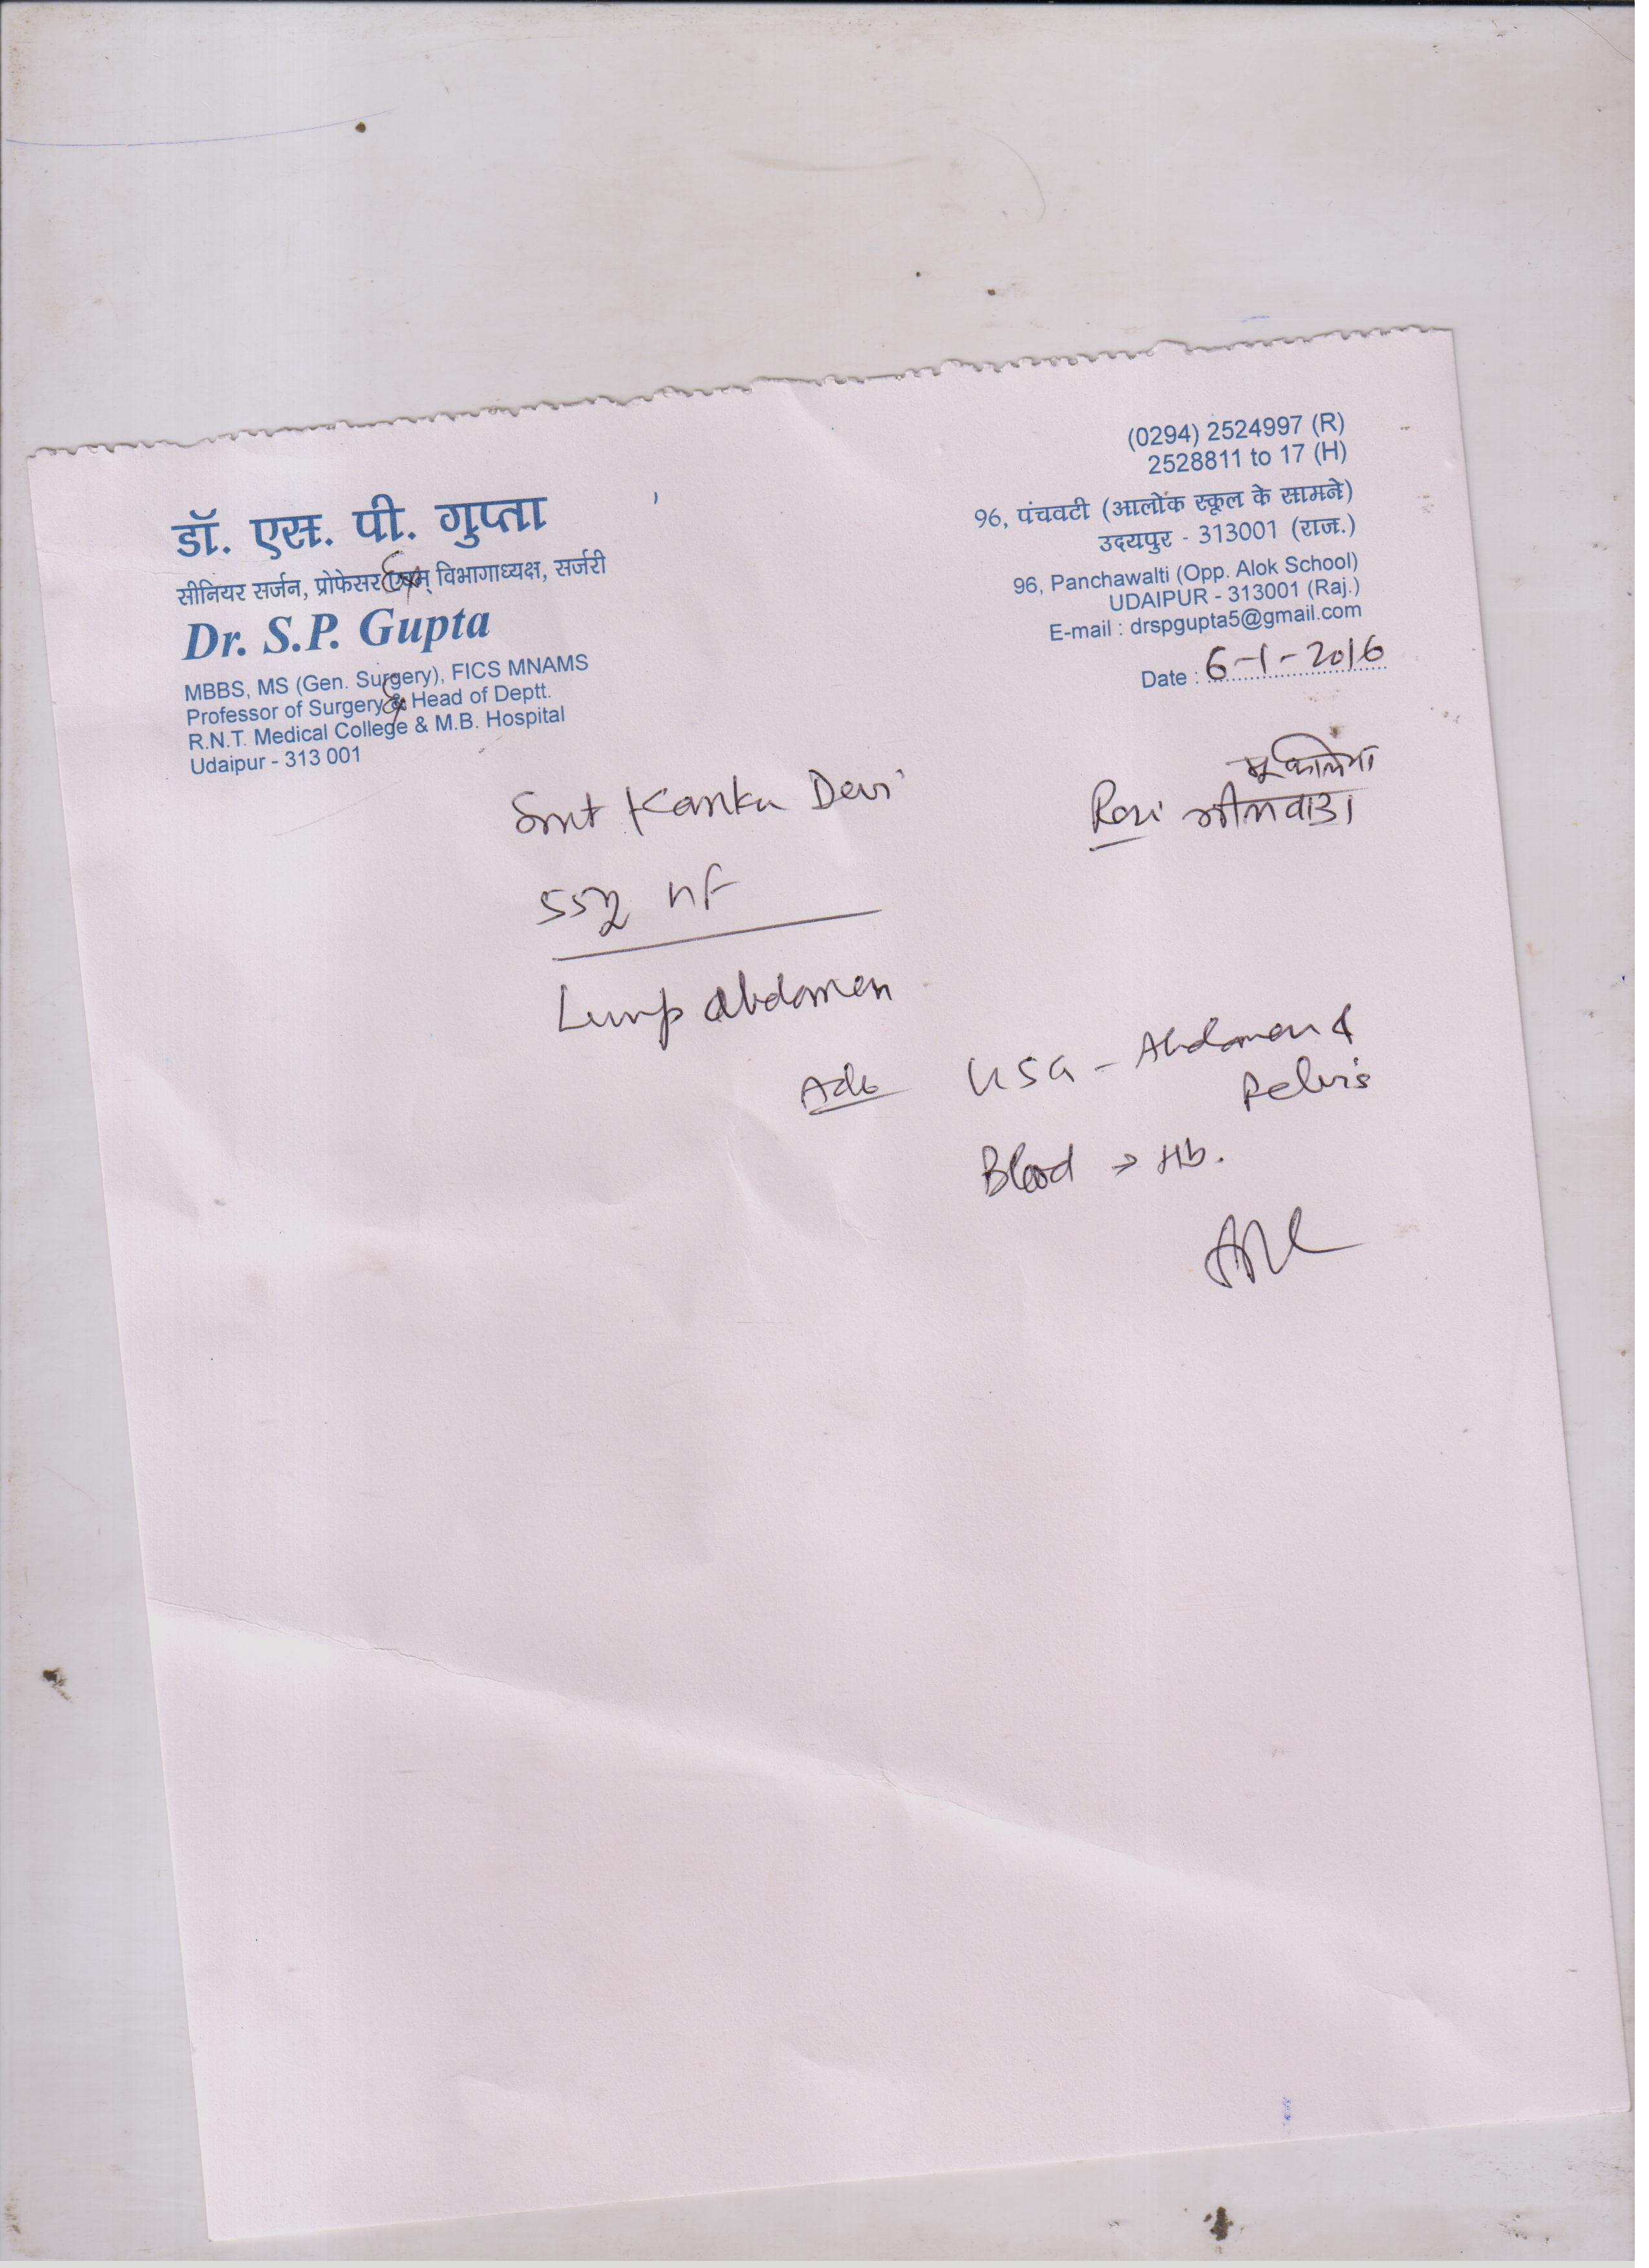 (0294) 2524997 (R)
2528811 to 17 (H)
96, पंचवटी (आलोक स्कूल के सामने)
उदयपुर - 313001 (राज.)
96, Panchawalti (Opp. Alok School)
UDAIPUR - 313001 (Raj.)
E-mail : drspgupta5@gmail.com
Date : 6-1-2016
डॉ. एस. पी. गुप्ता
सीनियर सर्जन, प्रोफेसर एवम् विभागाध्यक्ष, सर्जरी
Dr. S.P. Gupta
MBBS, MS (Gen. Surgery), FICS MNAMS
Professor of Surgery & Head of Deptt.
R.N.T. Medical College & M.B. Hospital
Udaipur - 313 001
Smt Kanku Devi
55y
Lump abdomen
USG - Abdomen &
Pelvis
Blood → Hb.